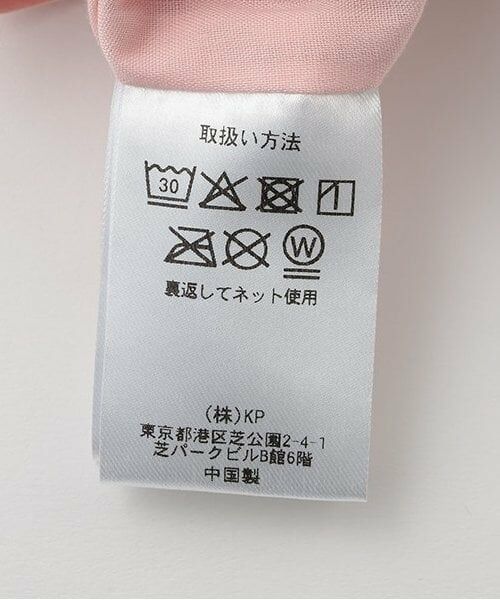 取扱い方法
30
W
裏返してネット使用
(株)KP
東京都港区芝公園2-4-1
芝パークビルB館6階
中国製